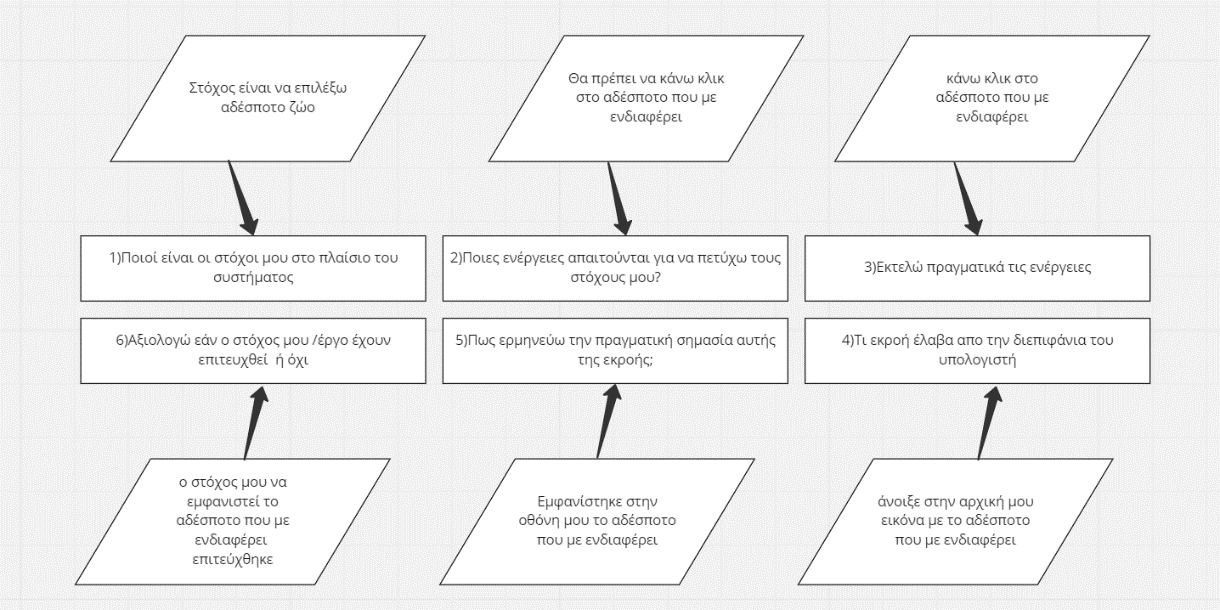 Στόχος είναι να επιλέξω
αδέσποτο ζώο
Θα πρέπει να κάνω κλικ
στο αδέσποτο που με
ενδιαφέρει
κάνω κλικ στο
αδέσποτο που με
ενδιαφέρει
1)Ποιοί είναι οι στόχοι μου στο πλαίσιο του
συστήματος
2)Ποιες ενέργειες απαιτούνται για να πετύχω τους
στόχους μου?
3)Εκτελώ πραγματικά τις ενέργειες
6)Αξιολογώ εάν ο στόχος μου /έργο έχουν
επιτευχθεί ή όχι
5)Πως ερμηνεύω την πραγματική σημασία αυτής
της εκροής;
4)Τι εκροή έλαβα απο την διεπιφάνια του
υπολογιστή
ο στόχος μου να
εμφανιστεί το
αδέσποτο που με
ενδιαφέρει
επιτεύχθηκε
Εμφανίστηκε στην
οθόνη μου το αδέσποτο
που με ενδιαφέρει
άνοιξε στην αρχική μου
εικόνα με το αδέσποτο
που με ενδιαφέρει